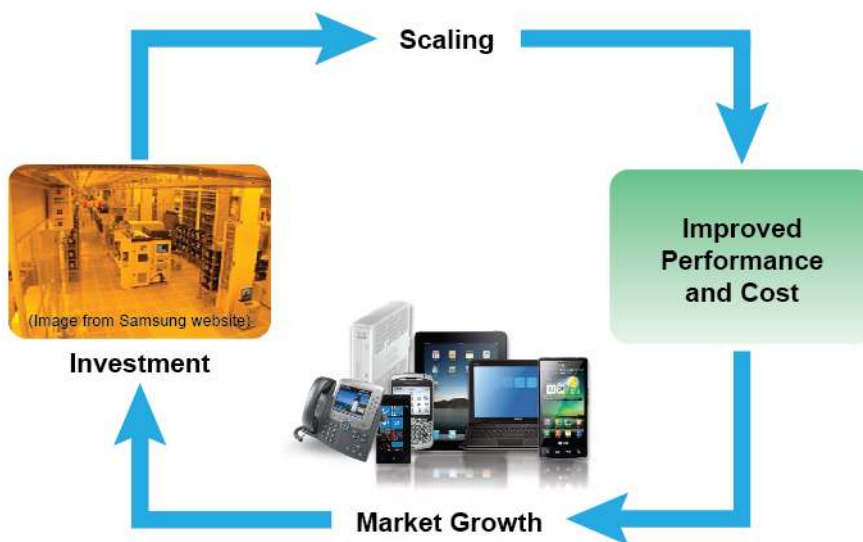 Scaling
Improved
Performance
and Cost
(Image from Samsung website)
Investment
Market Growth